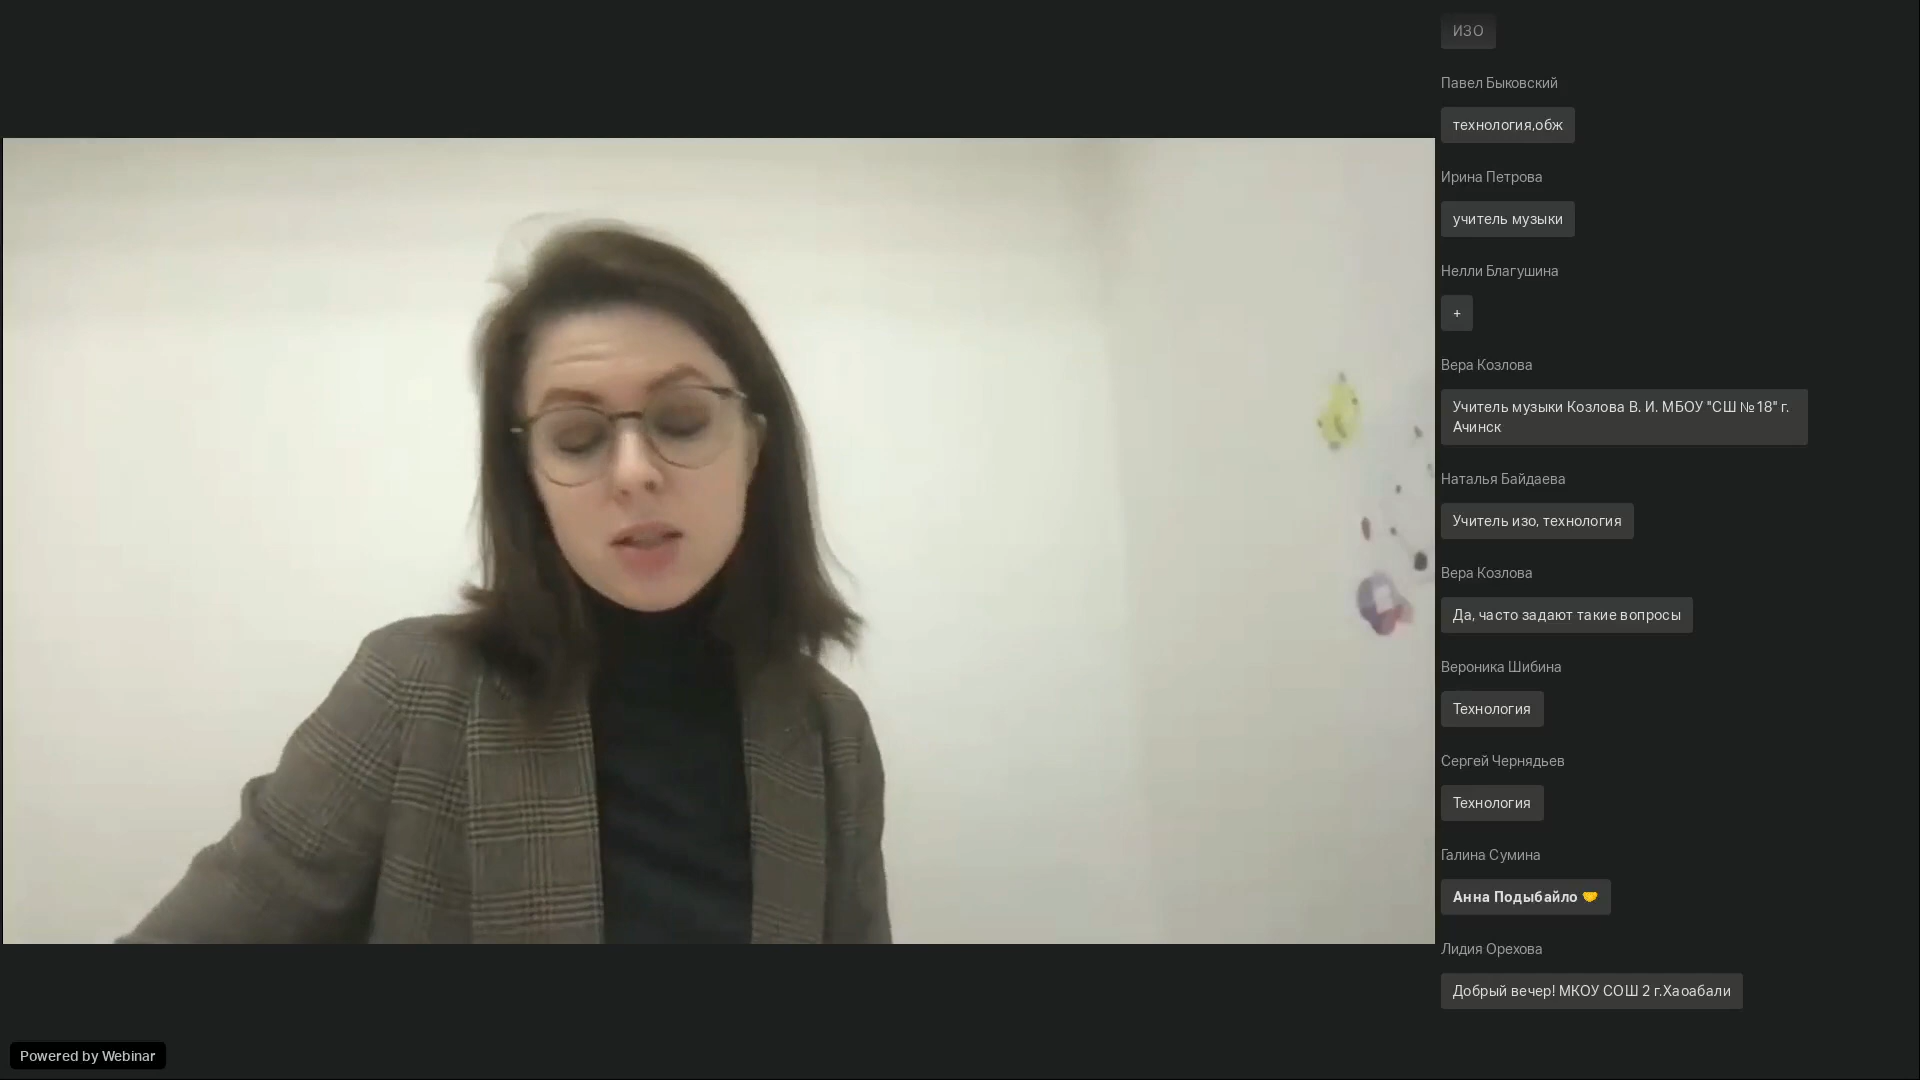 ИЗО
Павел Быковский
технология,обж
Ирина Петрова
учитель музыки
Нелли Благушина
+
Вера Козлова
Учитель музыки Козлова В. И. МБОУ "СШ №18" г.
Ачинск
Наталья Байдаева
Учитель изо, технология
Вера Козлова
Да, часто задают такие вопросы
Вероника Шибина
Технология
Сергей Чернядьев
Технология
Галина Сумина
Анна Подыбайло 🤝
Лидия Орехова
Добрый вечер! МКОУ СОШ 2 г.Хаоабали
Powered by Webinar